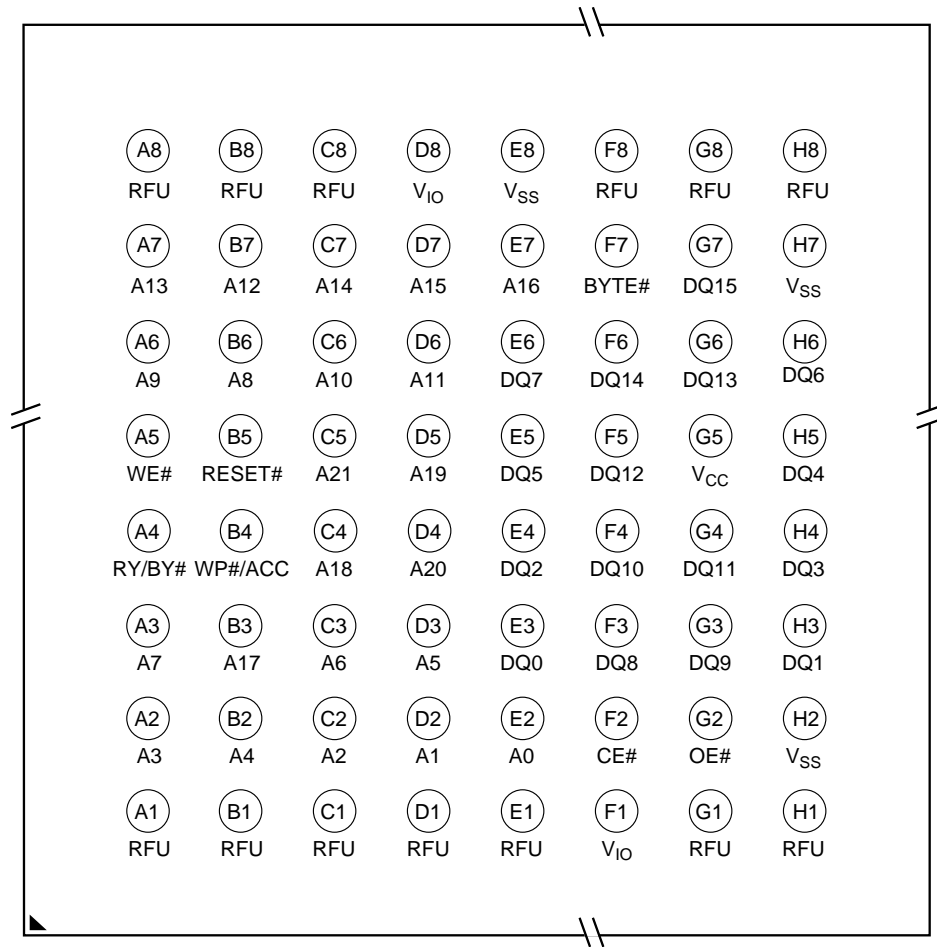 A8 B8 C8 D8 E8 F8 G8 H8
RFU RFU RFU VIO VSS RFU RFU RFU
A7 B7 C7 D7 E7 F7 G7 H7
A13 A12 A14 A15 A16 BYTE# DQ15 VSS
A6 B6 C6 D6 E6 F6 G6 H6
A9 A8 A10 A11 DQ7 DQ14 DQ13 DQ6
A5 B5 C5 D5 E5 F5 G5 H5
WE# RESET# A21 A19 DQ5 DQ12 VCC DQ4
A4 B4 C4 D4 E4 F4 G4 H4
RY/BY# WP#/ACC A18 A20 DQ2 DQ10 DQ11 DQ3
A3 B3 C3 D3 E3 F3 G3 H3
A7 A17 A6 A5 DQ0 DQ8 DQ9 DQ1
A2 B2 C2 D2 E2 F2 G2 H2
A3 A4 A2 A1 A0 CE# OE# VSS
A1 B1 C1 D1 E1 F1 G1 H1
RFU RFU RFU RFU RFU VIO RFU RFU